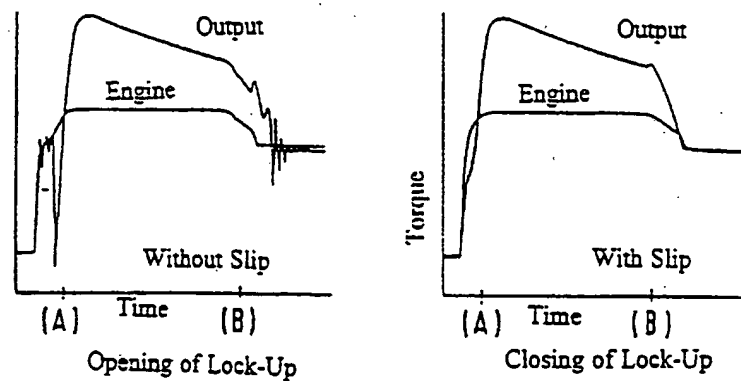 Output
Engine
Without Slip
(A) Time (B)
Opening of Lock-Up
Output
Engine
Torque
With Slip
(A) Time (B)
Closing of Lock-Up